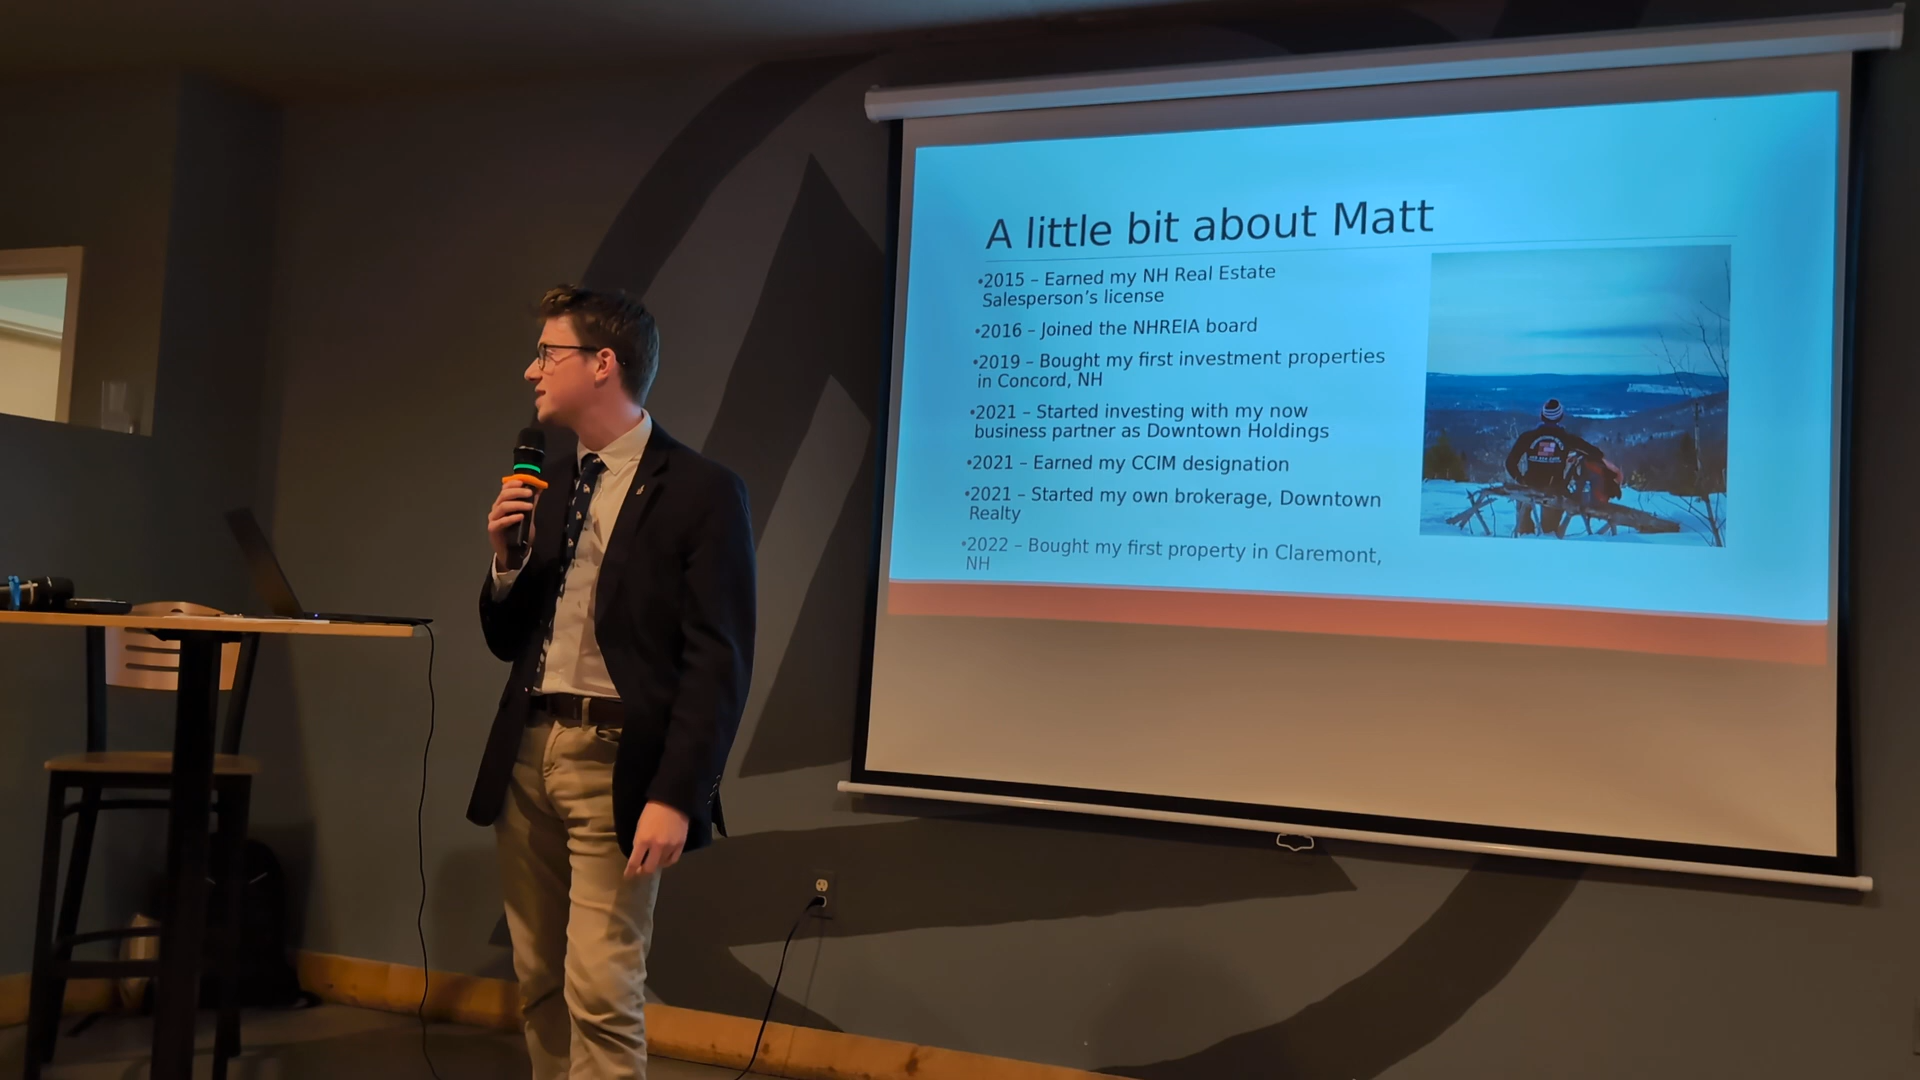 A little bit about Matt
•2015 – Earned my NH Real Estate
Salesperson's license
•2016 – Joined the NHREIA board
•2019 – Bought my first investment properties
in Concord, NH
•2021 – Started investing with my now
business partner as Downtown Holdings
•2021 – Earned my CCIM designation
•2021 – Started my own brokerage, Downtown
Realty
•2022 – Bought my first property in Claremont,
NH